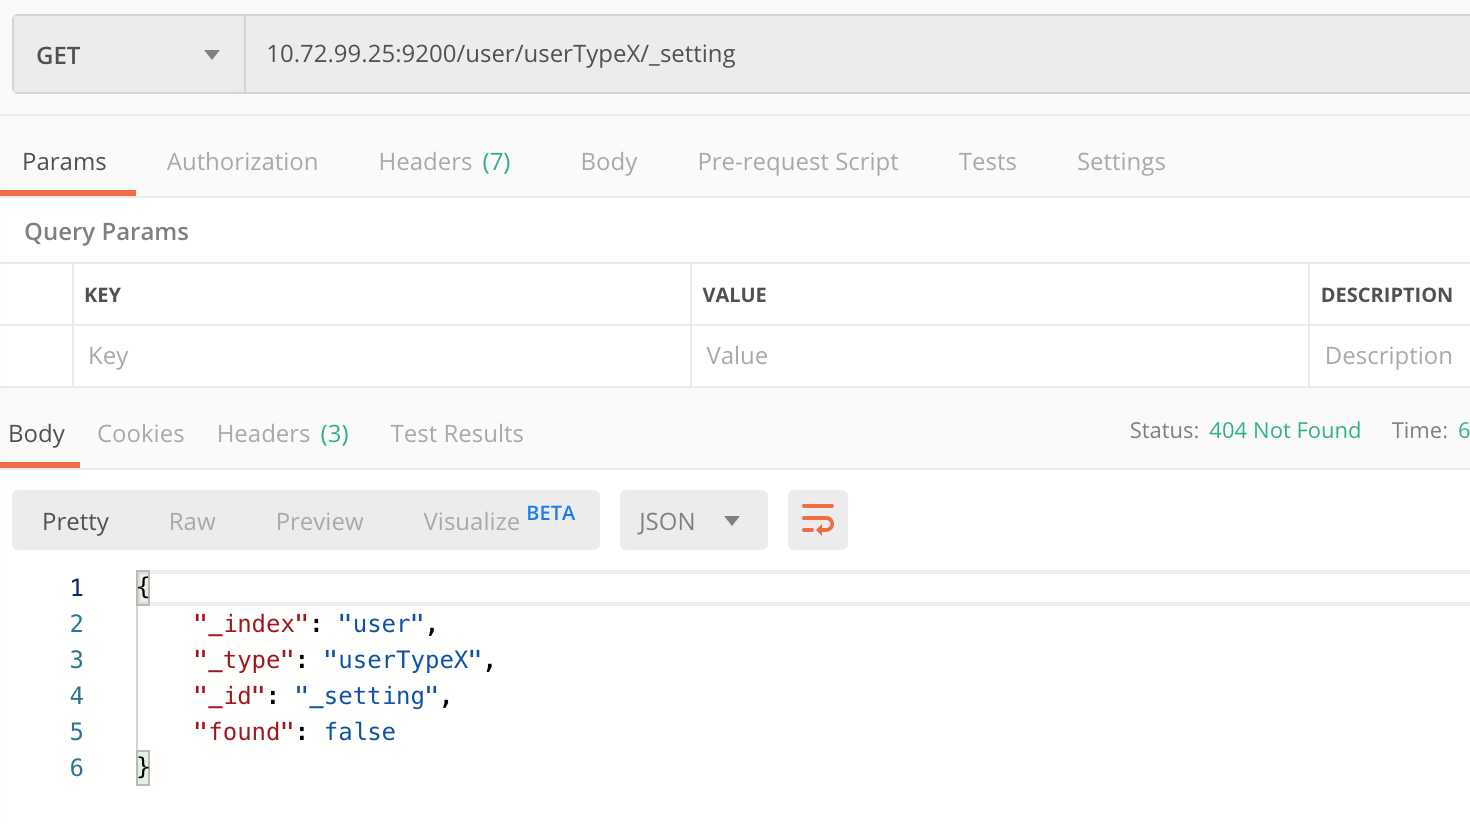 GET 10.72.99.25:9200/user/userTypeX/_setting
Params Authorization Headers (7) Body Pre-request Script Tests Settings
Query Params
KEY VALUE DESCRIPTION
Key Value Description
Body Cookies Headers (3) Test Results Status: 404 Not Found Time: 6
Pretty Raw Preview Visualize BETA JSON
1 {
2 "_index": "user",
3 "_type": "userTypeX",
4 "_id": "_setting",
5 "found": false
6 }